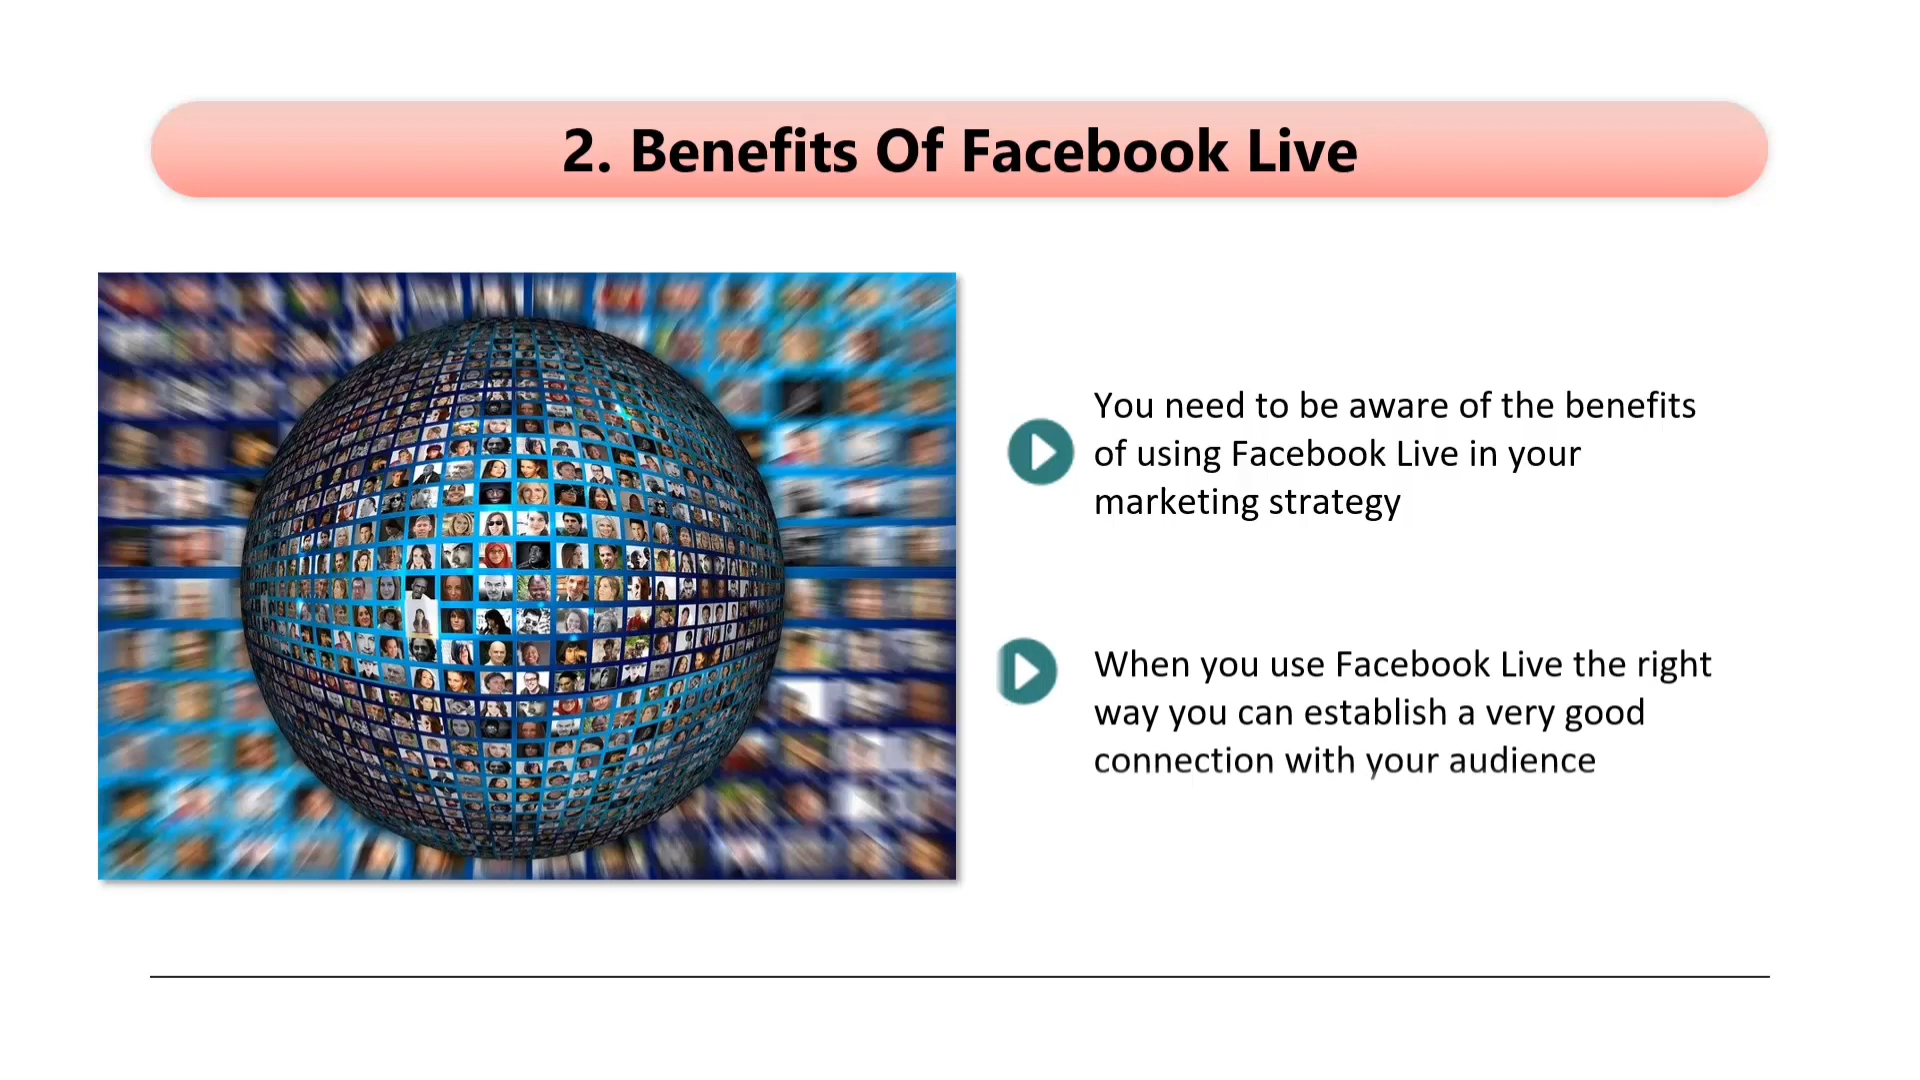 2. Benefits Of Facebook Live
You need to be aware of the benefits
of using Facebook Live in your
marketing strategy
When you use Facebook Live the right
way you can establish a very good
connection with your audience